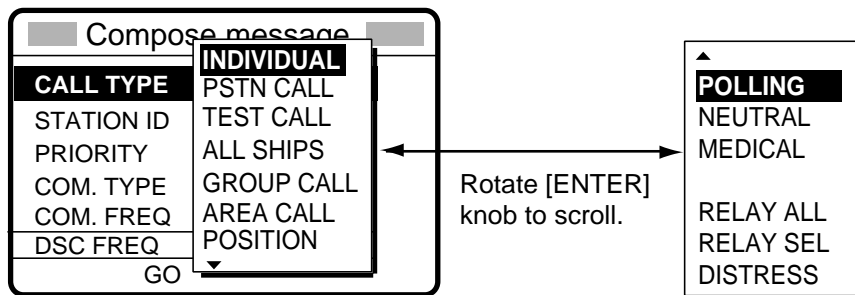 Compose message
CALL TYPE
STATION ID
PRIORITY
COM. TYPE
COM. FREQ
DSC FREQ
GO
INDIVIDUAL
PSTN CALL
TEST CALL
ALL SHIPS
GROUP CALL
AREA CALL
POSITION
Rotate [ENTER]
knob to scroll.
POLLING
NEUTRAL
MEDICAL
RELAY ALL
RELAY SEL
DISTRESS